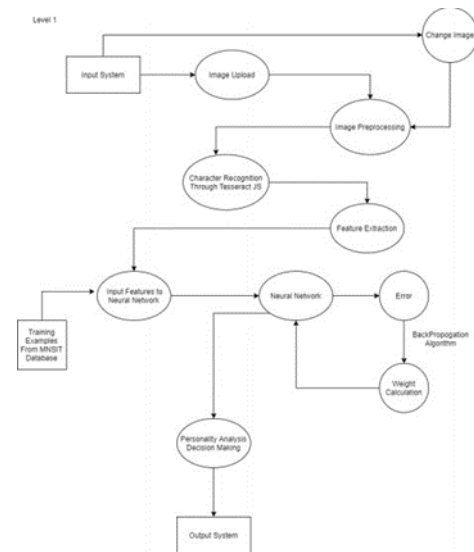 Level 1
Change Image
Input System
Image Upload
Image Preprocessing
Character Recognition
Through Tesseract JS
Feature Extraction
Input Features to
Neural Network
Neural Network
Error
Training
Examples
From MNSIT
Database
BackPropogation
Algorithm
Weight
Calculation
Personality Analysis
Decision Making
Output System